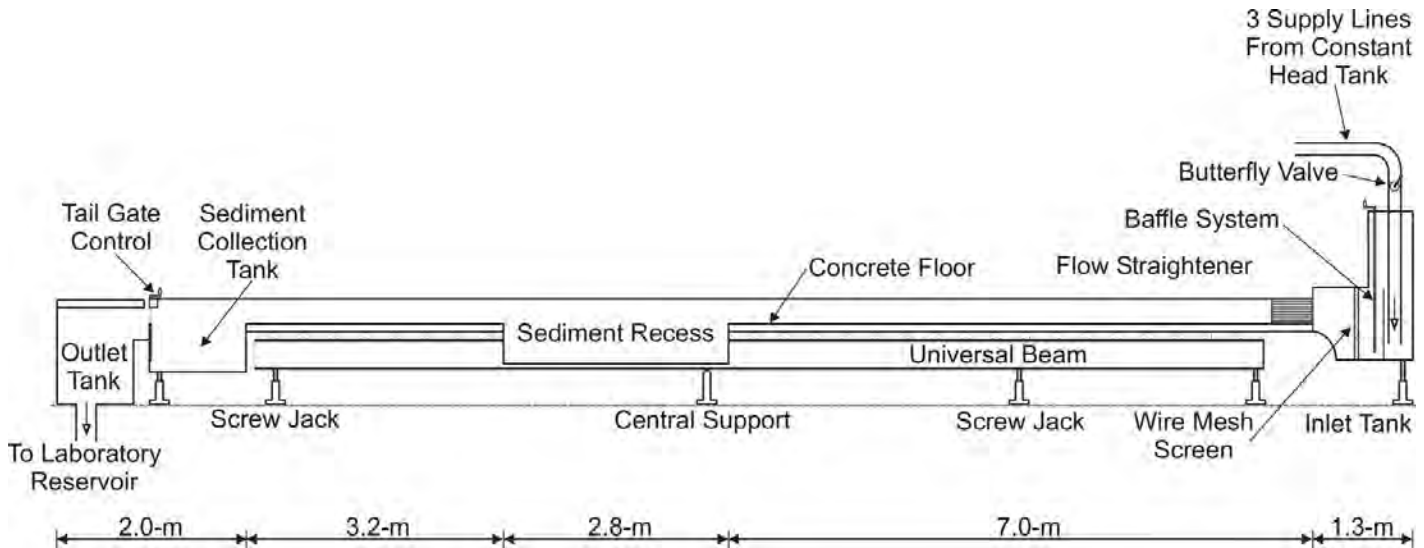 3 Supply Lines
From Constant
Head Tank
Butterfly Valve
Baffle System
Tail Gate
Control
Sediment
Collection
Tank
Concrete Floor
Flow Straightener
Sediment Recess
Outlet
Tank
Universal Beam
Screw Jack
Central Support
Screw Jack
Wire Mesh
Screen
Inlet Tank
To Laboratory
Reservoir
2.0-m
3.2-m
2.8-m
7.0-m
1.3-m